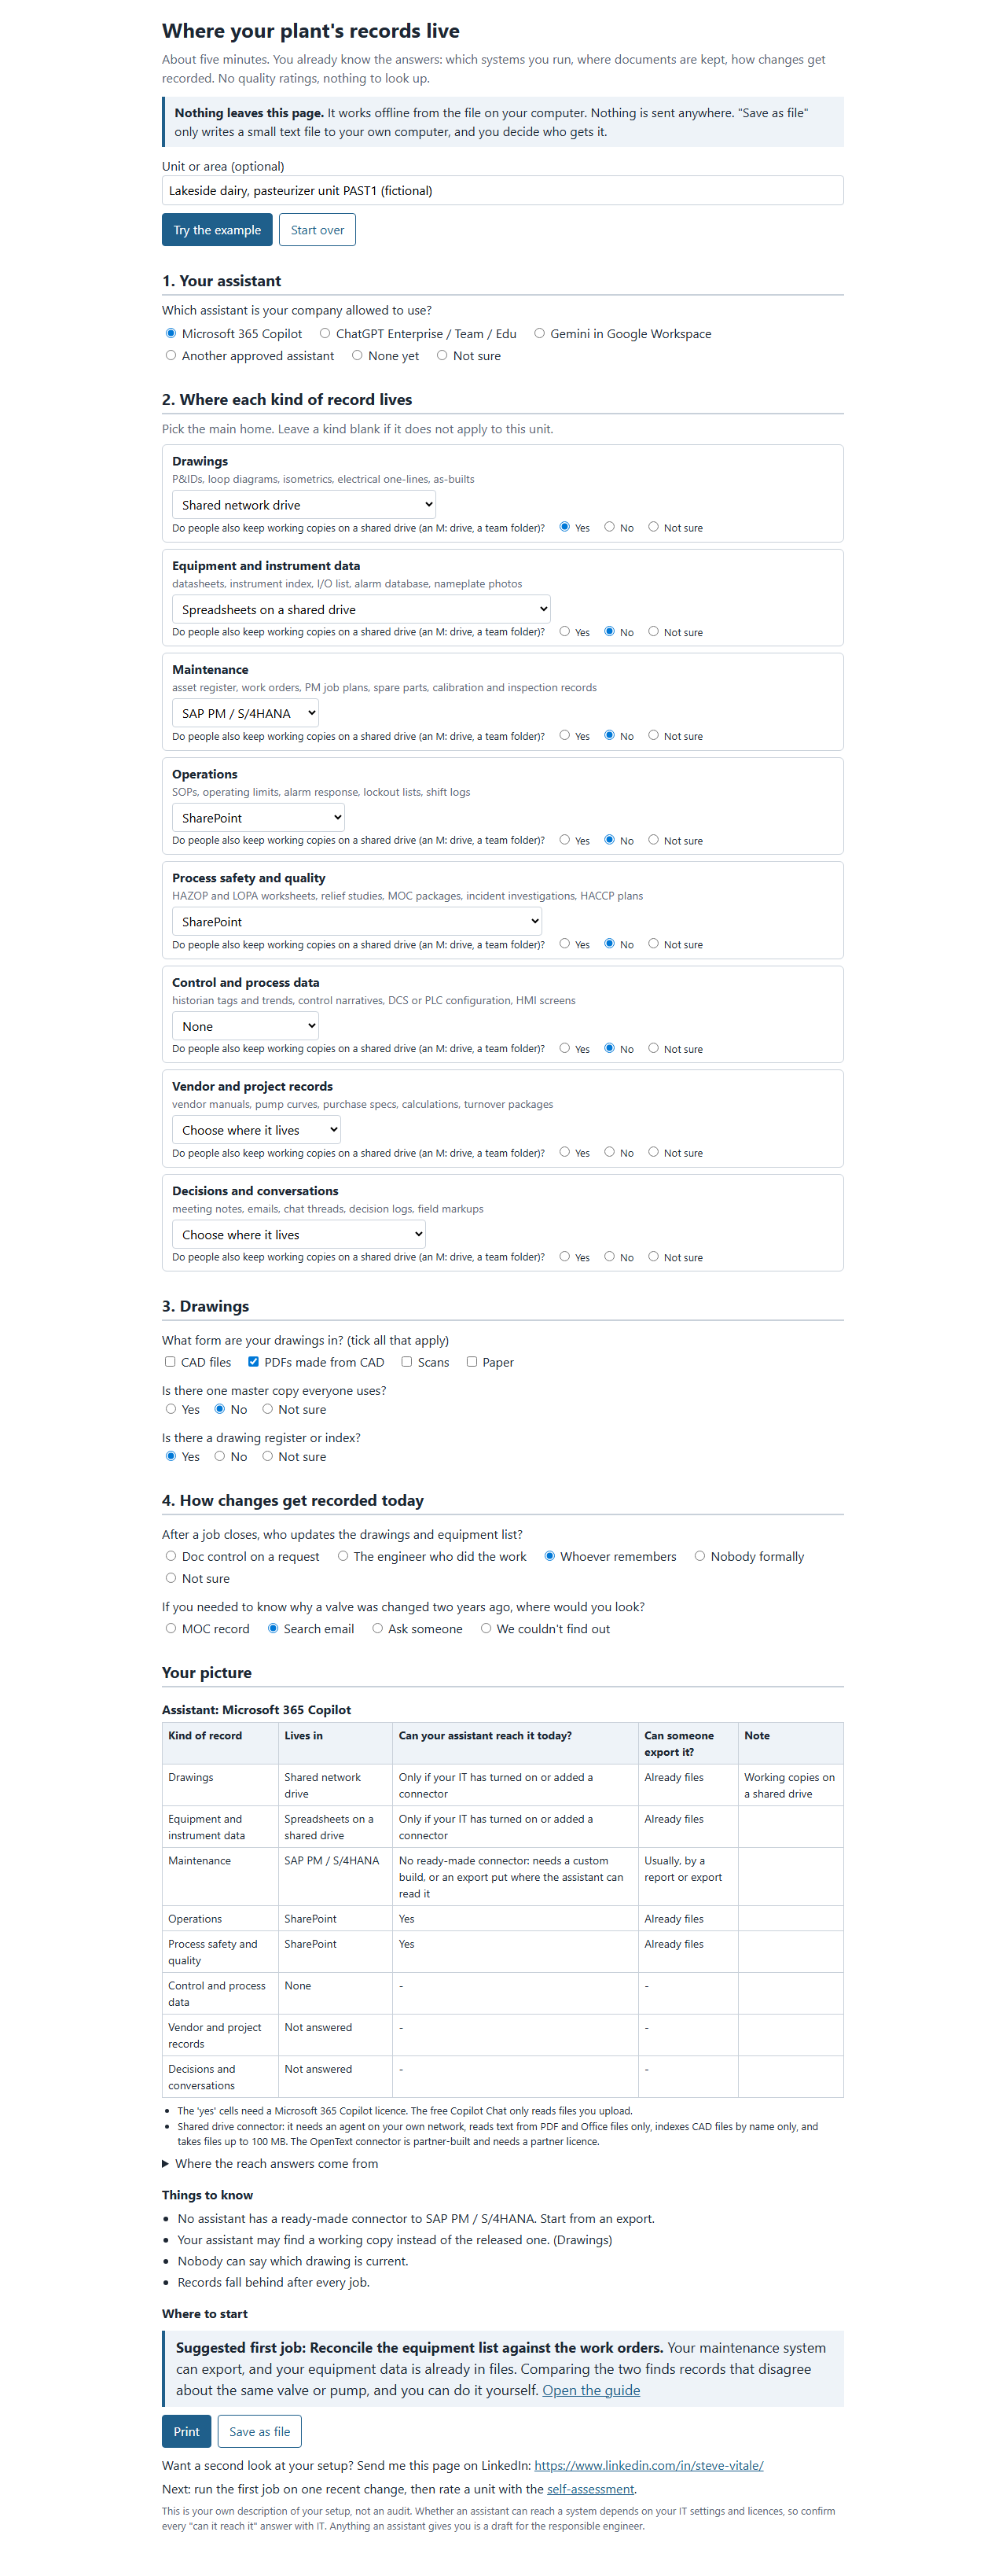 Where your plant's records live
About five minutes. You already know the answers: which systems you run, where documents are kept, how changes get
recorded. No quality ratings, nothing to look up.
Nothing leaves this page. It works offline from the file on your computer. Nothing is sent anywhere. "Save as file"
only writes a small text file to your own computer, and you decide who gets it.
Unit or area (optional)
Lakeside dairy, pasteurizer unit PAST1 (fictional)
Try the example Start over
1. Your assistant
Which assistant is your company allowed to use?
Microsoft 365 Copilot ChatGPT Enterprise / Team / Edu Gemini in Google Workspace
Another approved assistant None yet Not sure
2. Where each kind of record lives
Pick the main home. Leave a kind blank if it does not apply to this unit.
Drawings
P&IDs, loop diagrams, isometrics, electrical one-lines, as-builts
Shared network drive
Do people also keep working copies on a shared drive (an M: drive, a team folder)? Yes No Not sure
Equipment and instrument data
datasheets, instrument index, I/O list, alarm database, nameplate photos
Spreadsheets on a shared drive
Do people also keep working copies on a shared drive (an M: drive, a team folder)? Yes No Not sure
Maintenance
asset register, work orders, PM job plans, spare parts, calibration and inspection records
SAP PM / S/4HANA
Do people also keep working copies on a shared drive (an M: drive, a team folder)? Yes No Not sure
Operations
SOPs, operating limits, alarm response, lockout lists, shift logs
SharePoint
Do people also keep working copies on a shared drive (an M: drive, a team folder)? Yes No Not sure
Process safety and quality
HAZOP and LOPA worksheets, relief studies, MOC packages, incident investigations, HACCP plans
SharePoint
Do people also keep working copies on a shared drive (an M: drive, a team folder)? Yes No Not sure
Control and process data
historian tags and trends, control narratives, DCS or PLC configuration, HMI screens
None
Do people also keep working copies on a shared drive (an M: drive, a team folder)? Yes No Not sure
Vendor and project records
vendor manuals, pump curves, purchase specs, calculations, turnover packages
Choose where it lives
Do people also keep working copies on a shared drive (an M: drive, a team folder)? Yes No Not sure
Decisions and conversations
meeting notes, emails, chat threads, decision logs, field markups
Choose where it lives
Do people also keep working copies on a shared drive (an M: drive, a team folder)? Yes No Not sure
3. Drawings
What form are your drawings in? (tick all that apply)
CAD files PDFs made from CAD Scans Paper
Is there one master copy everyone uses?
Yes No Not sure
Is there a drawing register or index?
Yes No Not sure
4. How changes get recorded today
After a job closes, who updates the drawings and equipment list?
Doc control on a request The engineer who did the work Whoever remembers Nobody formally
Not sure
If you needed to know why a valve was changed two years ago, where would you look?
MOC record Search email Ask someone We couldn't find out
Your picture
Assistant: Microsoft 365 Copilot
Kind of record Lives in Can your assistant reach it today? Can someone export it? Note
Drawings Shared network drive Only if your IT has turned on or added a connector Already files Working copies on a shared drive
Equipment and instrument data Spreadsheets on a shared drive Only if your IT has turned on or added a connector Already files
Maintenance SAP PM / S/4HANA No ready-made connector: needs a custom build, or an export put where the assistant can read it Usually, by a report or export
Operations SharePoint Yes Already files
Process safety and quality SharePoint Yes Already files
Control and process data None - -
Vendor and project records Not answered - -
Decisions and conversations Not answered - -
The 'yes' cells need a Microsoft 365 Copilot licence. The free Copilot Chat only reads files you upload.
Shared drive connector: it needs an agent on your own network, reads text from PDF and Office files only, indexes CAD files by name only, and
takes files up to 100 MB. The OpenText connector is partner-built and needs a partner licence.
Where the reach answers come from
Things to know
No assistant has a ready-made connector to SAP PM / S/4HANA. Start from an export.
Your assistant may find a working copy instead of the released one. (Drawings)
Nobody can say which drawing is current.
Records fall behind after every job.
Where to start
Suggested first job: Reconcile the equipment list against the work orders. Your maintenance system
can export, and your equipment data is already in files. Comparing the two finds records that disagree
about the same valve or pump, and you can do it yourself. Open the guide
Print Save as file
Want a second look at your setup? Send me this page on LinkedIn: https://www.linkedin.com/in/steve-vitale/
Next: run the first job on one recent change, then rate a unit with the self-assessment.
This is your own description of your setup, not an audit. Whether an assistant can reach a system depends on your IT settings and licences, so confirm
every "can it reach it" answer with IT. Anything an assistant gives you is a draft for the responsible engineer.